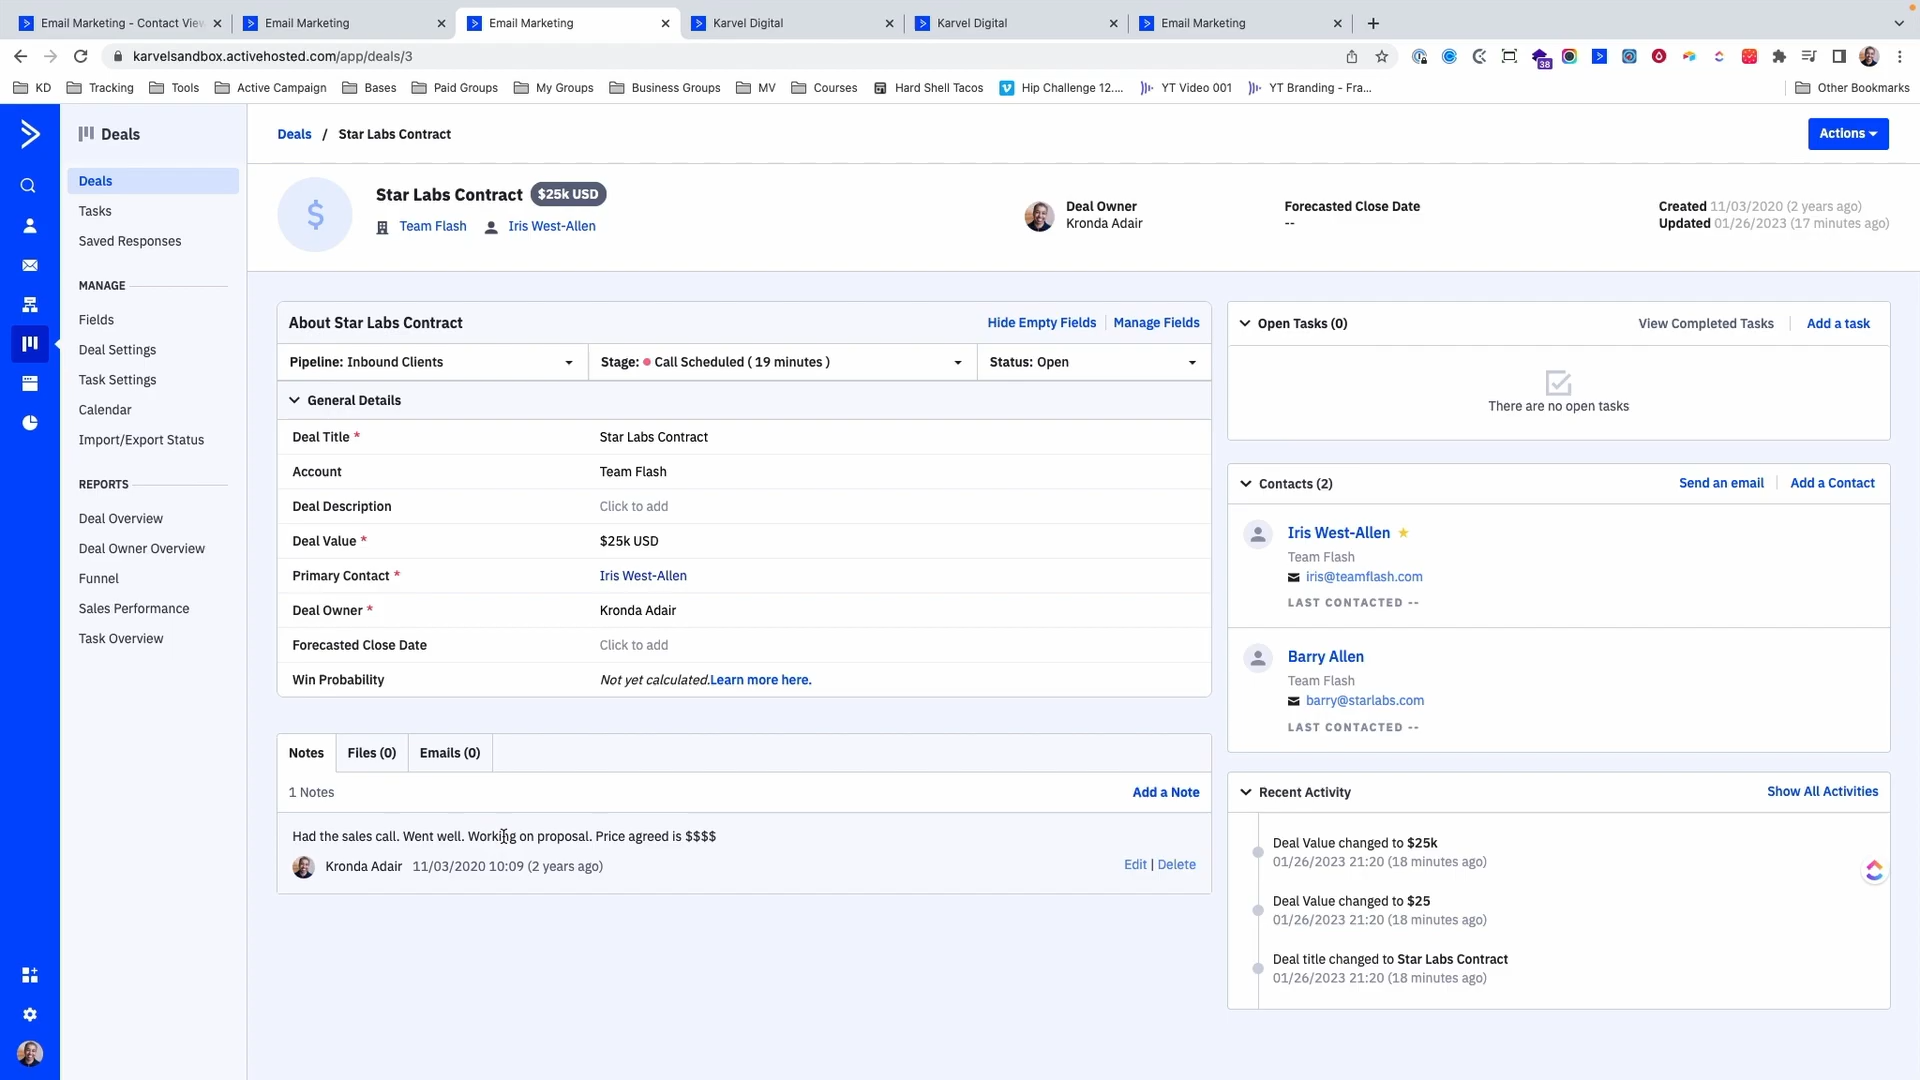 Email Marketing - Contact View
Email Marketing
Email Marketing
Karvel Digital
Karvel Digital
Email Marketing
karvelsandbox.activehosted.com/app/deals/3
38
KD
Tracking
Tools
Active Campaign
Bases
Paid Groups
My Groups
Business Groups
MV
Courses
Hard Shell Tacos
Hip Challenge 12....
YT Video 001
YT Branding - Fra...
Other Bookmarks
Deals
Deals
Tasks
Saved Responses
MANAGE
Fields
Deal Settings
Task Settings
Calendar
Import/Export Status
REPORTS
Deal Overview
Deal Owner Overview
Funnel
Sales Performance
Task Overview
Deals / Star Labs Contract
Actions
$
Star Labs Contract $25k USD
Team Flash Iris West-Allen
Deal Owner
Kronda Adair
Forecasted Close Date
--
Created 11/03/2020 (2 years ago)
Updated 01/26/2023 (17 minutes ago)
About Star Labs Contract
Hide Empty Fields Manage Fields
Pipeline: Inbound Clients
Stage: Call Scheduled ( 19 minutes )
Status: Open
General Details
Deal Title * Star Labs Contract
Account Team Flash
Deal Description Click to add
Deal Value * $25k USD
Primary Contact * Iris West-Allen
Deal Owner * Kronda Adair
Forecasted Close Date Click to add
Win Probability Not yet calculated.Learn more here.
Notes Files (0) Emails (0)
1 Notes Add a Note
Had the sales call. Went well. Working on proposal. Price agreed is $$$$
Kronda Adair 11/03/2020 10:09 (2 years ago)
Edit | Delete
Open Tasks (0) View Completed Tasks Add a task
There are no open tasks
Contacts (2) Send an email Add a Contact
Iris West-Allen
Team Flash
iris@teamflash.com
LAST CONTACTED --
Barry Allen
Team Flash
barry@starlabs.com
LAST CONTACTED --
Recent Activity Show All Activities
Deal Value changed to $25k
01/26/2023 21:20 (18 minutes ago)
Deal Value changed to $25
01/26/2023 21:20 (18 minutes ago)
Deal title changed to Star Labs Contract
01/26/2023 21:20 (18 minutes ago)